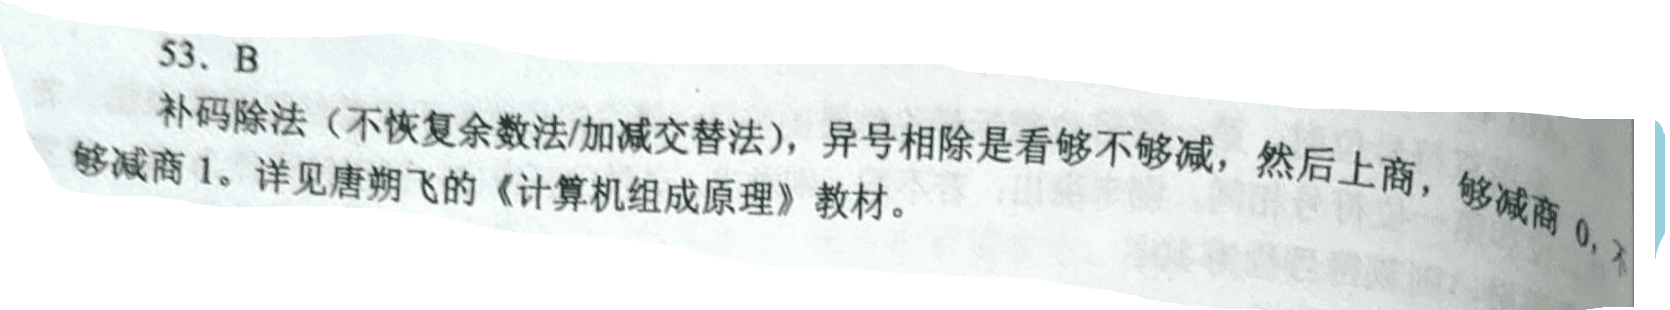 53. B
补码除法（不恢复余数法/加减交替法），异号相除是看够不够减，然后上商，够减商 0, 不
够减商 1。详见唐朔飞的《计算机组成原理》教材。